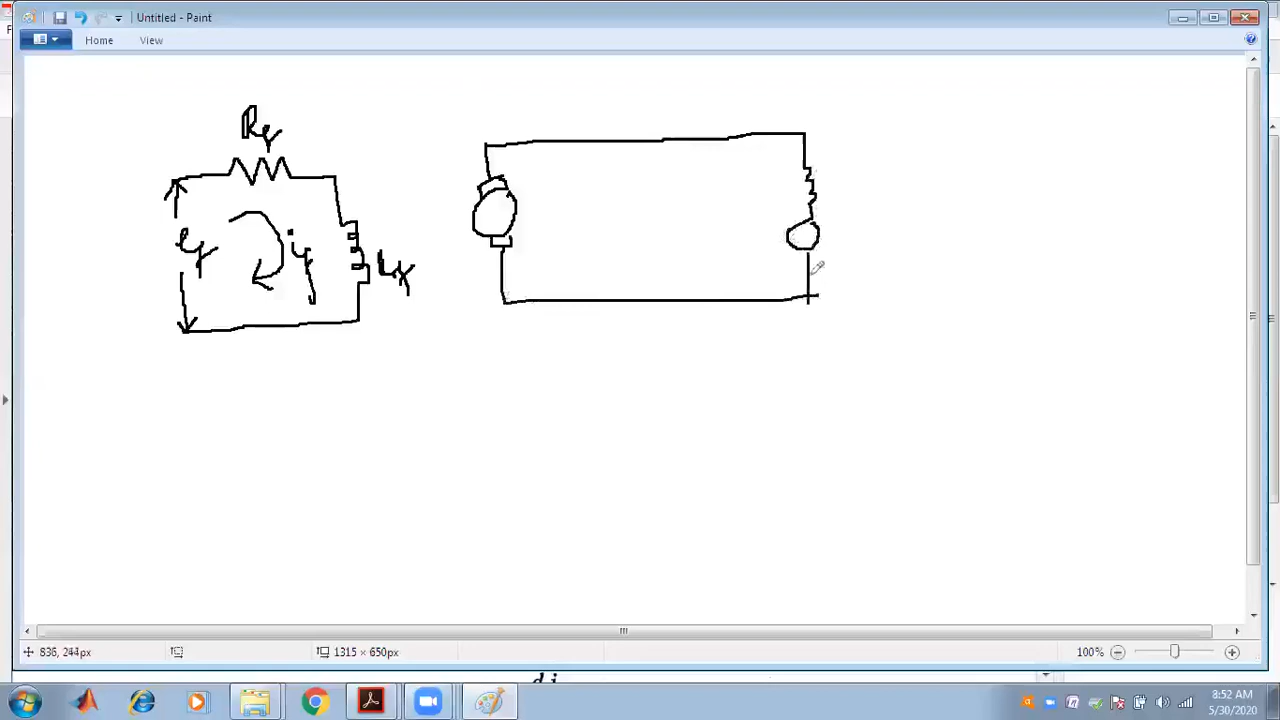 Untitled - Paint
Home
View
Rf
ef
if
Lf
836, 244px
1315 × 650px
100%
di
8:52 AM
5/30/2020